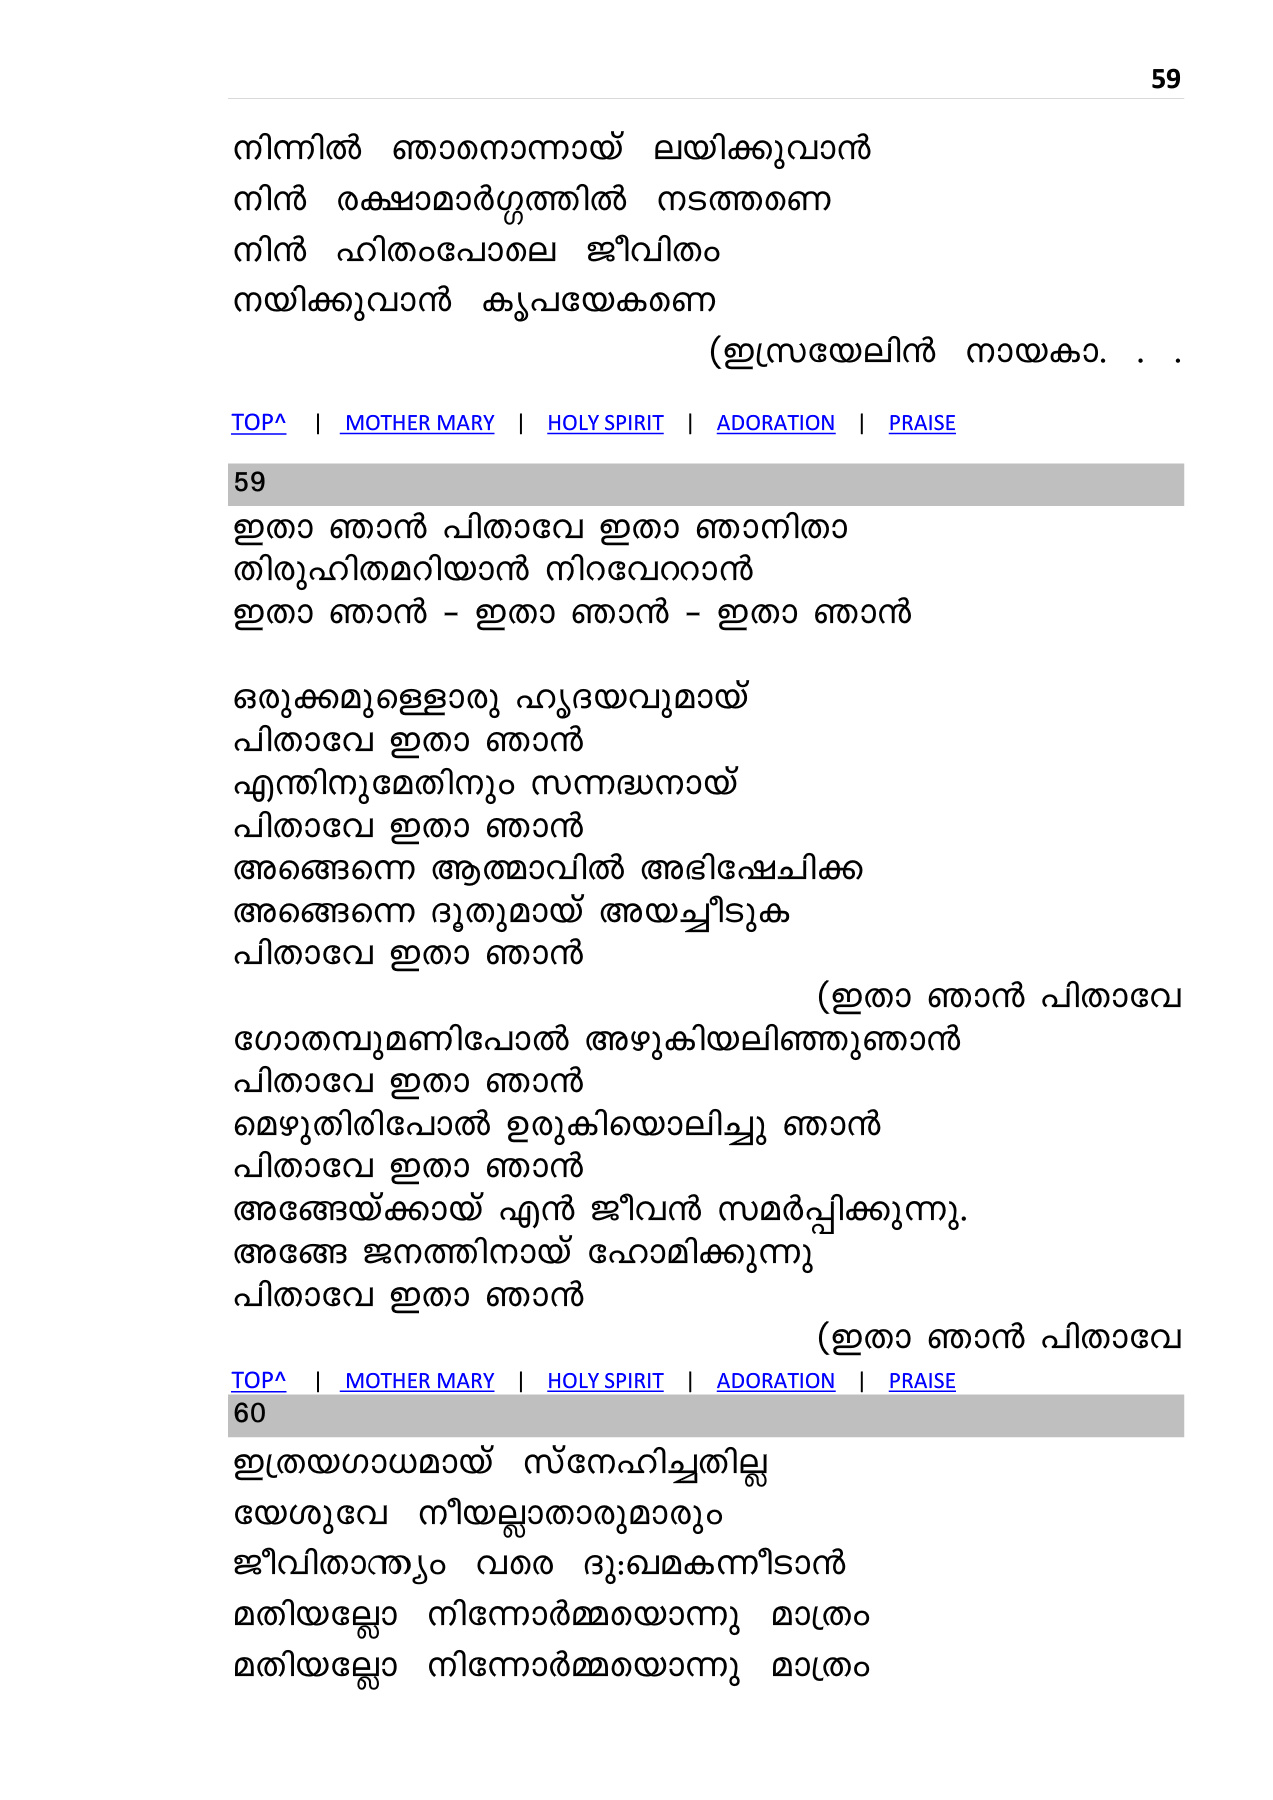 59
നിന്നിൽ ഞാനൊന്നായ് ലയിക്കുവാൻ
നിൻ രക്ഷാമാർഗ്ഗത്തിൽ നടത്തണെ
നിൻ ഹിതംപോലെ ജീവിതം
നയിക്കുവാൻ കൃപയേകണെ
(ഇസ്രയേലിൻ നായകാ. . .
TOP^ | MOTHER MARY | HOLY SPIRIT | ADORATION | PRAISE
59
ഇതാ ഞാൻ പിതാവേ ഇതാ ഞാനിതാ
തിരുഹിതമറിയാൻ നിറവേററാൻ
ഇതാ ഞാൻ – ഇതാ ഞാൻ – ഇതാ ഞാൻ
ഒരുക്കമുള്ളൊരു ഹൃദയവുമായ്
പിതാവേ ഇതാ ഞാൻ
എന്തിനുമേതിനും സന്നദ്ധനായ്
പിതാവേ ഇതാ ഞാൻ
അങ്ങെന്നെ ആത്മാവിൽ അഭിഷേചിക്ക
അങ്ങെന്നെ ദൂതുമായ് അയച്ചീടുക
പിതാവേ ഇതാ ഞാൻ
(ഇതാ ഞാൻ പിതാവേ
ഗോതമ്പുമണിപോൽ അഴുകിയലിഞ്ഞുഞാൻ
പിതാവേ ഇതാ ഞാൻ
മെഴുതിരിപോൽ ഉരുകിയൊലിച്ചു ഞാൻ
പിതാവേ ഇതാ ഞാൻ
അങ്ങേയ്ക്കായ് എൻ ജീവൻ സമർപ്പിക്കുന്നു.
അങ്ങേ ജനത്തിനായ് ഹോമിക്കുന്നു
പിതാവേ ഇതാ ഞാൻ
(ഇതാ ഞാൻ പിതാവേ
TOP^ | MOTHER MARY | HOLY SPIRIT | ADORATION | PRAISE
60
ഇത്രയഗാധമായ് സ്നേഹിച്ചതില്ല
യേശുവേ നീയല്ലാതാരുമാരും
ജീവിതാന്ത്യം വരെ ദു:ഖമകന്നീടാൻ
മതിയല്ലോ നിന്നോർമ്മയൊന്നു മാത്രം
മതിയല്ലോ നിന്നോർമ്മയൊന്നു മാത്രം